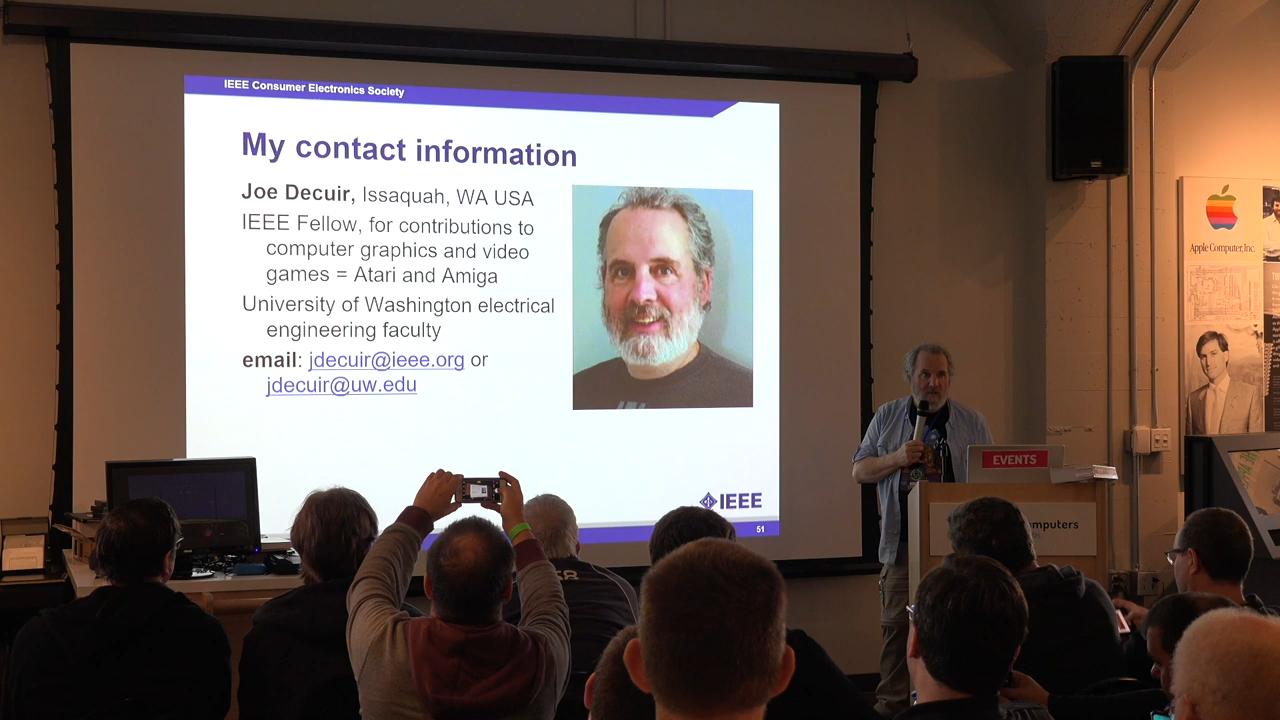 IEEE Consumer Electronics Society
My contact information
Joe Decuir, Issaquah, WA USA
IEEE Fellow, for contributions to
computer graphics and video
games = Atari and Amiga
University of Washington electrical
engineering faculty
email: jdecuir@ieee.org or
jdecuir@uw.edu
IEEE
51
EVENTS
Apple Computer, Inc.